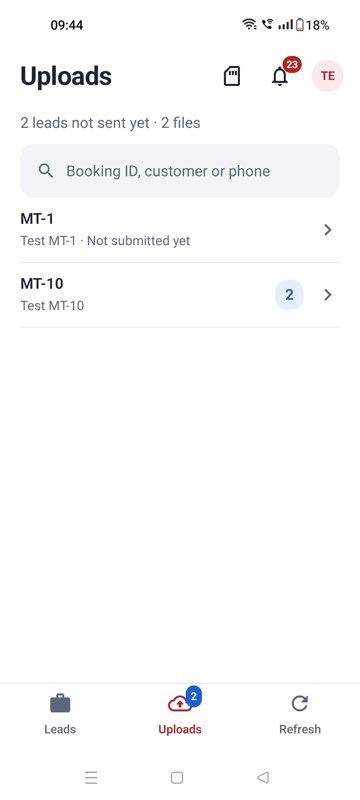 09:44
18%
Uploads
23
TE
2 leads not sent yet · 2 files
Booking ID, customer or phone
MT-1
Test MT-1 · Not submitted yet
MT-10
Test MT-10
2
2
Leads
Uploads
Refresh